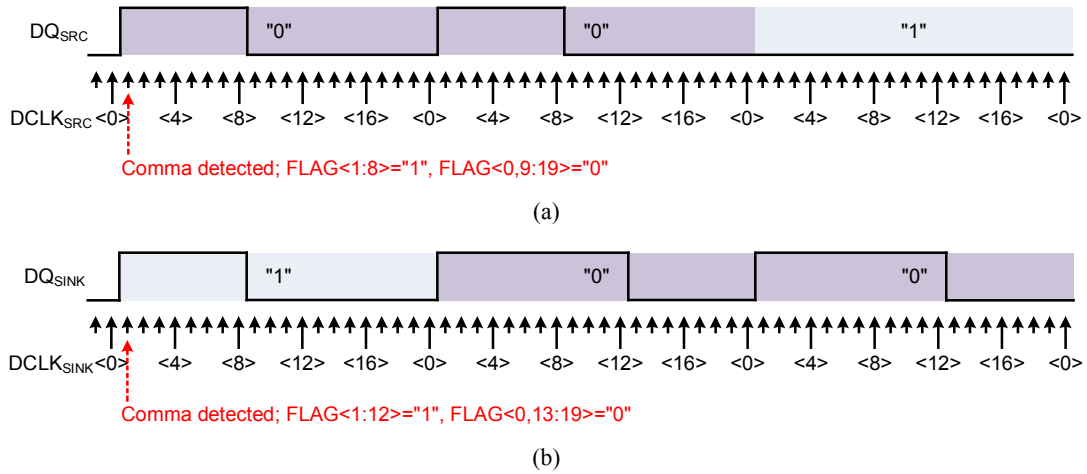 DQSRC "0" "0" "1"
DCLKSRC <0> <4> <8> <12> <16> <0> <4> <8> <12> <16> <0> <4> <8> <12> <16> <0>
Comma detected; FLAG<1:8>="1", FLAG<0,9:19>="0"
(a)
DQSINK "1" "0" "0"
DCLKSINK <0> <4> <8> <12> <16> <0> <4> <8> <12> <16> <0> <4> <8> <12> <16> <0>
Comma detected; FLAG<1:12>="1", FLAG<0,13:19>="0"
(b)